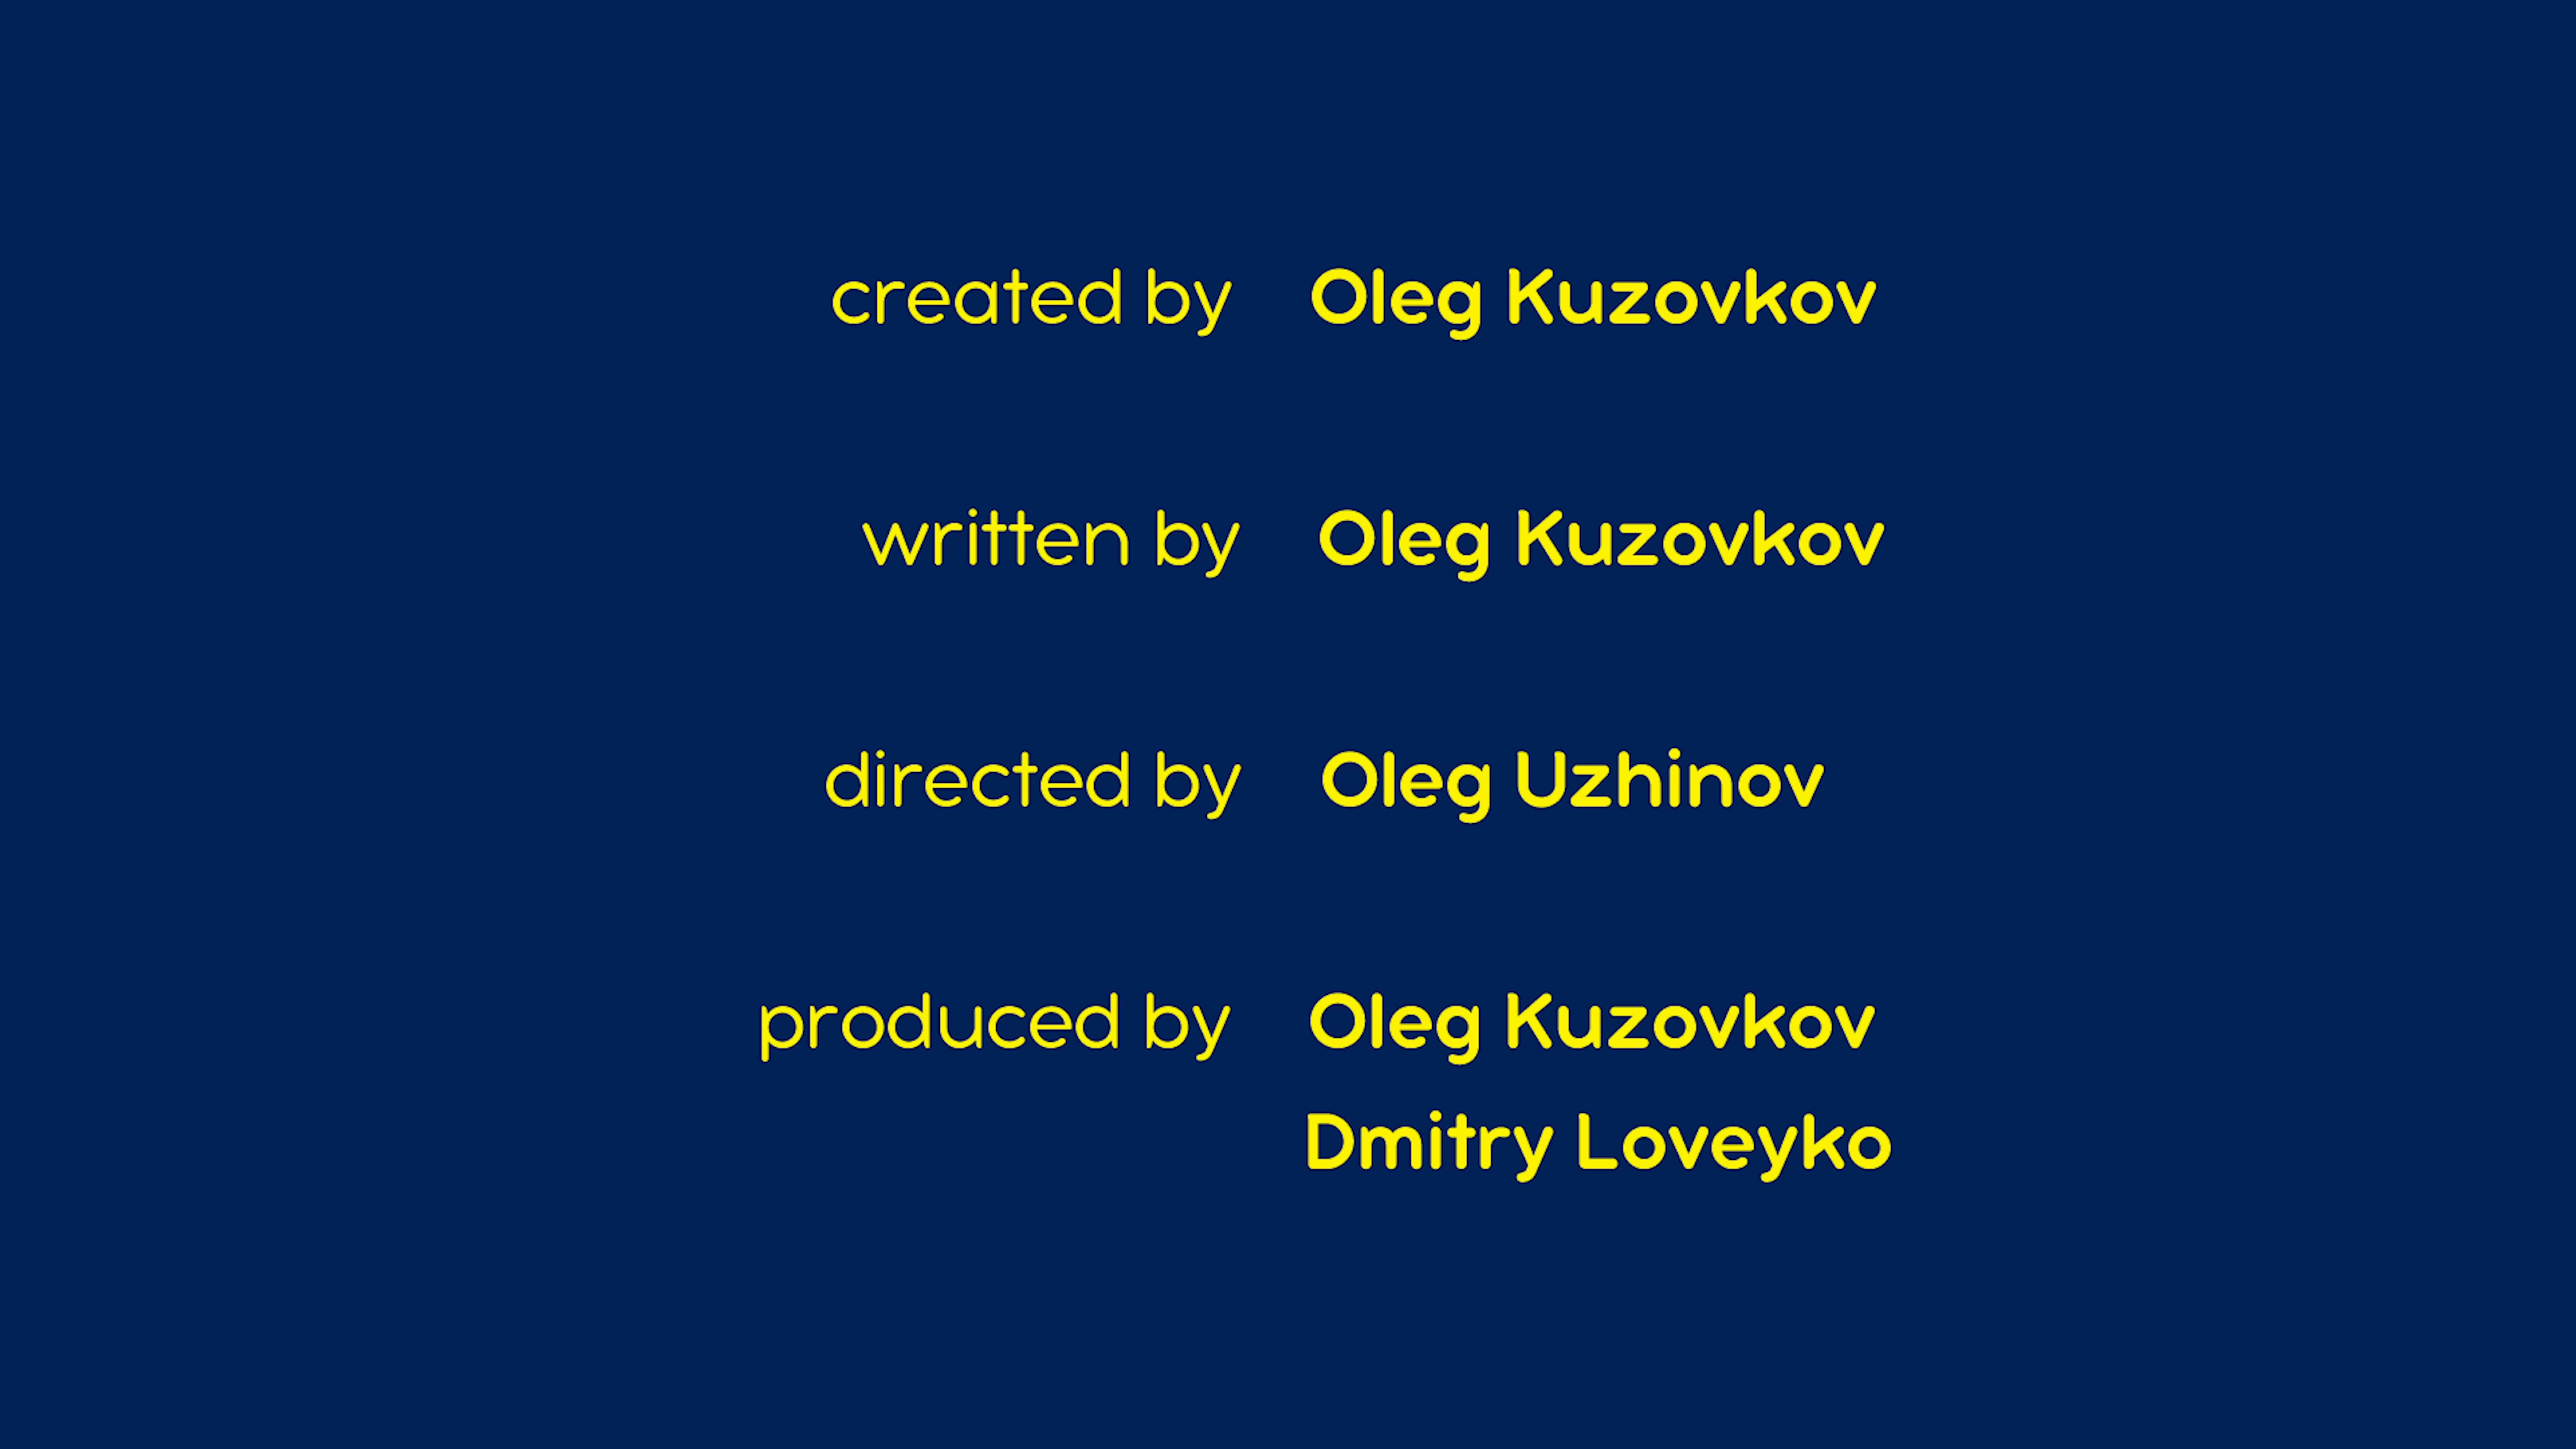 created by Oleg Kuzovkov
written by Oleg Kuzovkov
directed by Oleg Uzhinov
produced by Oleg Kuzovkov
Dmitry Loveyko